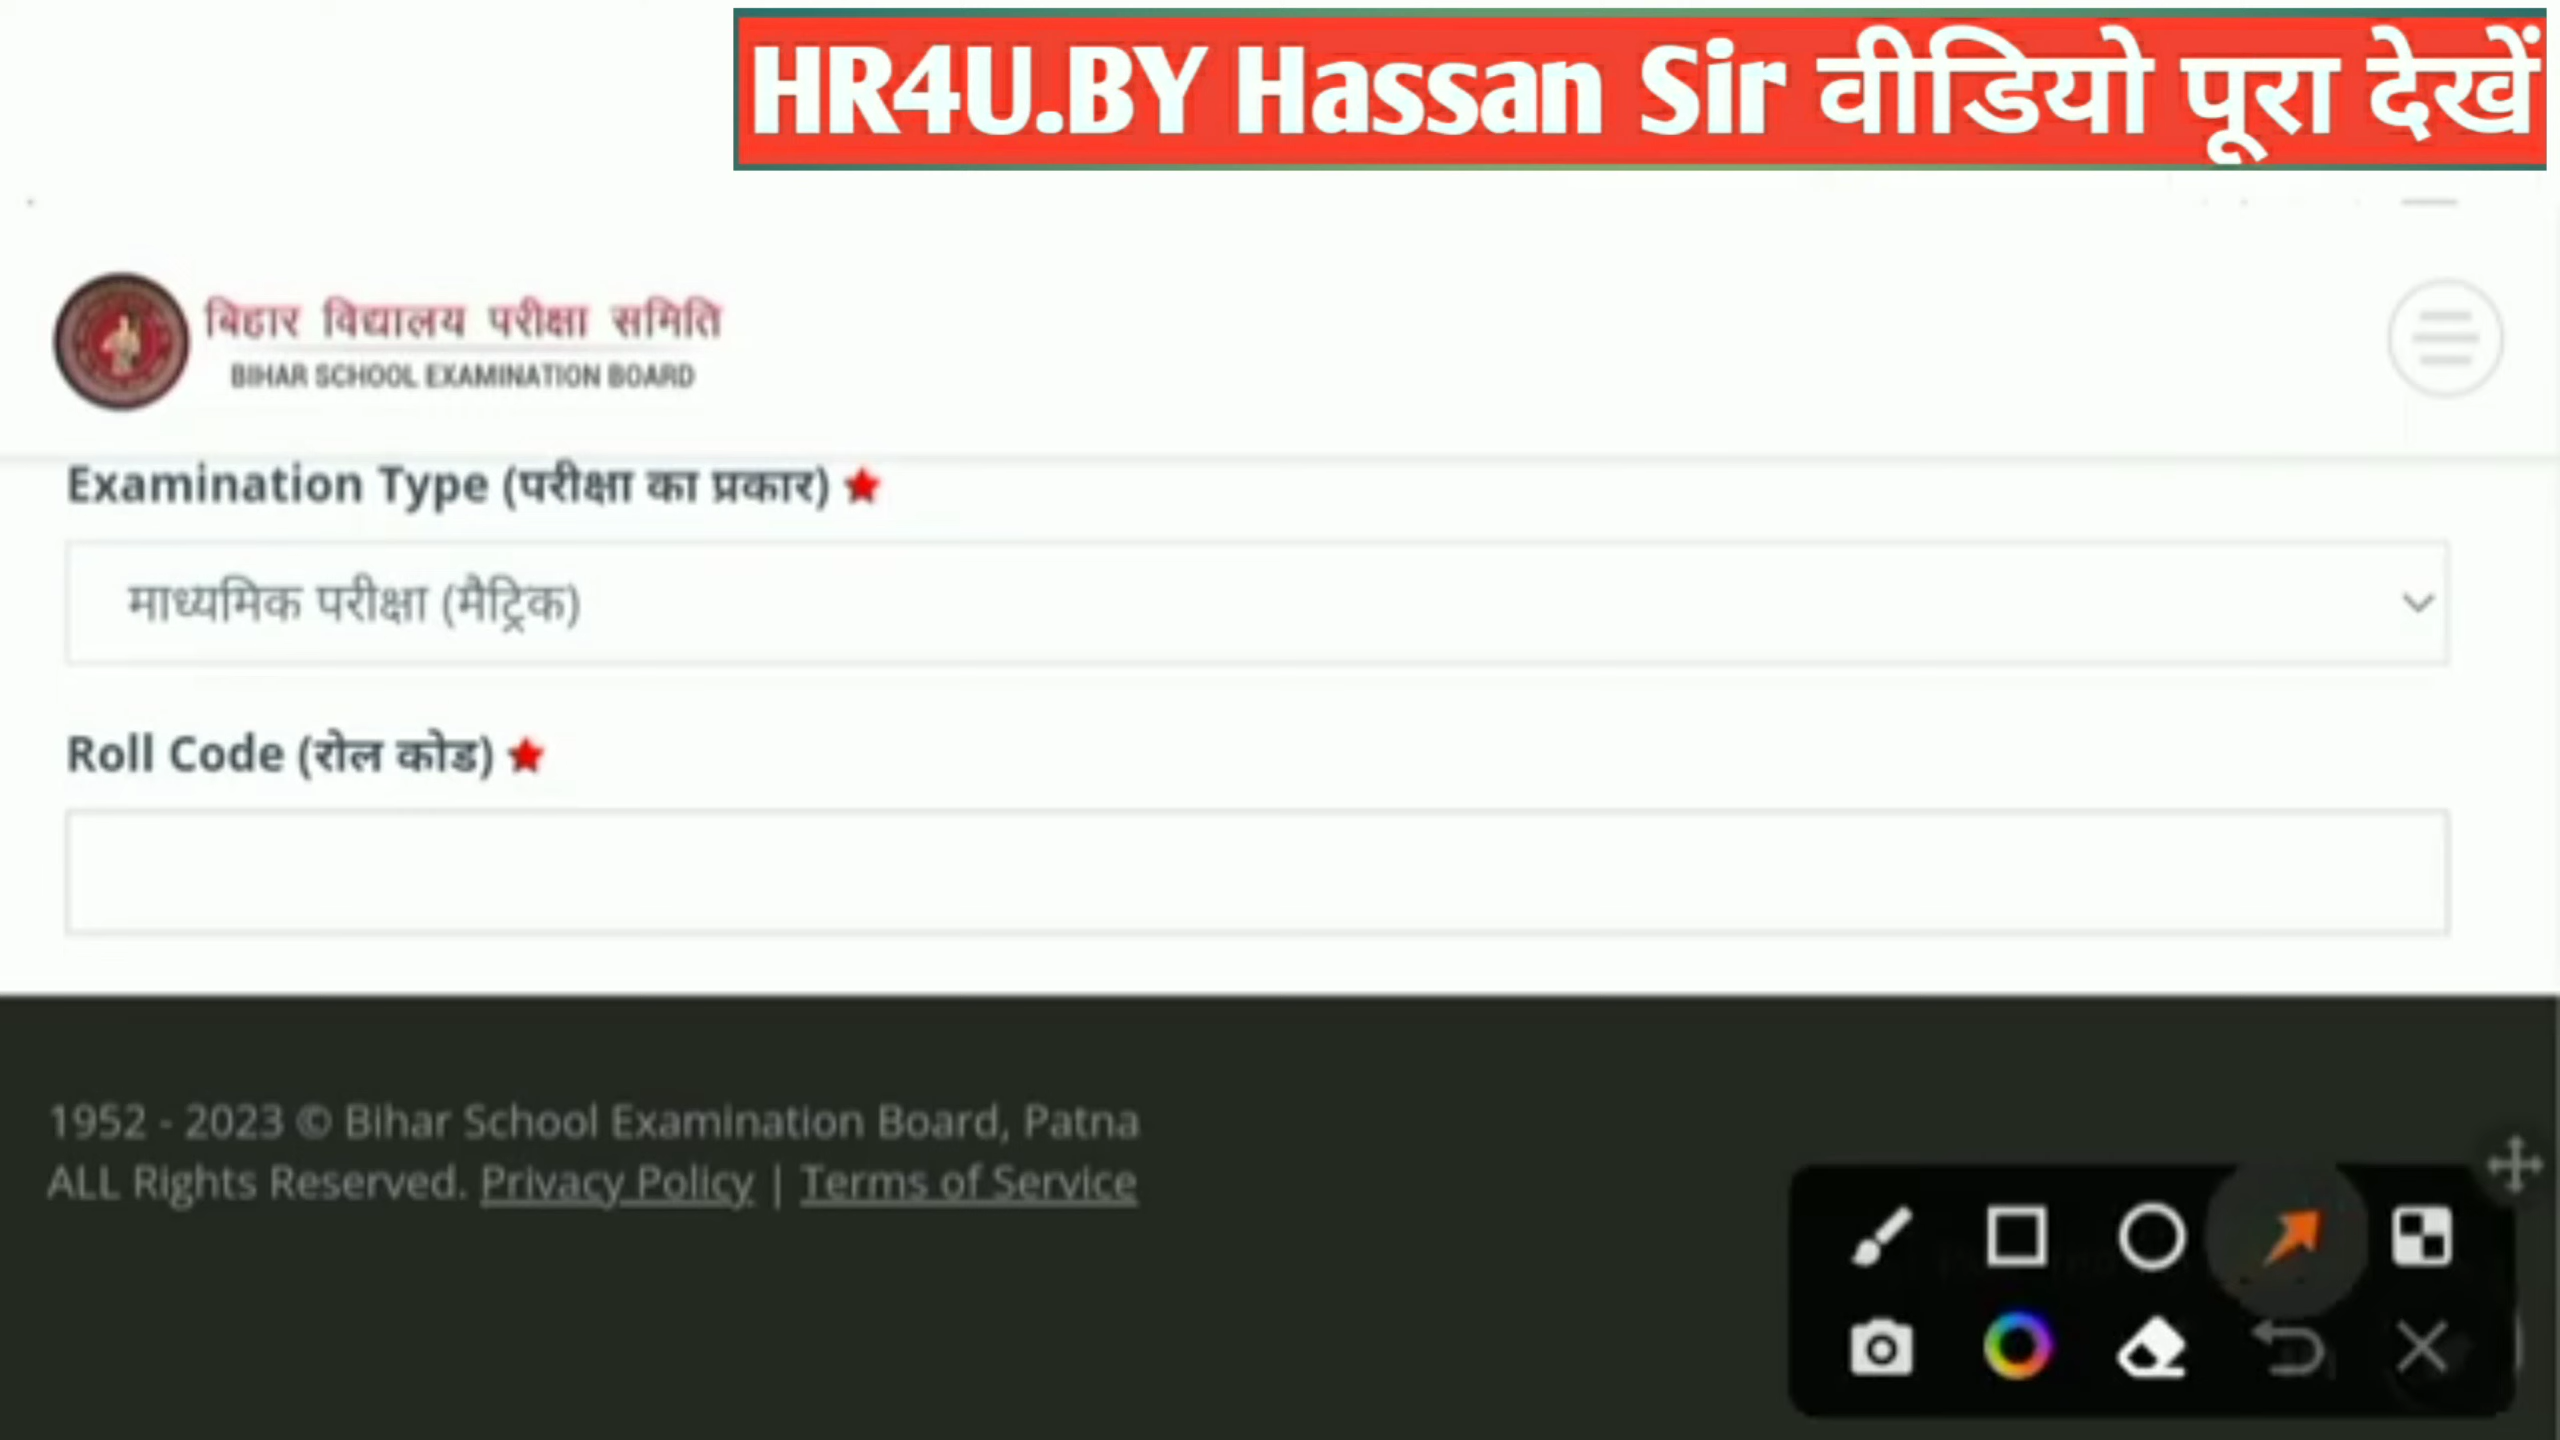 HR4U.BY Hassan Sir वीडियो पूरा देखें
बिहार विद्यालय परीक्षा समिति
BIHAR SCHOOL EXAMINATION BOARD
Examination Type (परीक्षा का प्रकार)
माध्यमिक परीक्षा (मैट्रिक)
Roll Code (रोल कोड)
1952 - 2023 © Bihar School Examination Board, Patna
ALL Rights Reserved. Privacy Policy | Terms of Service